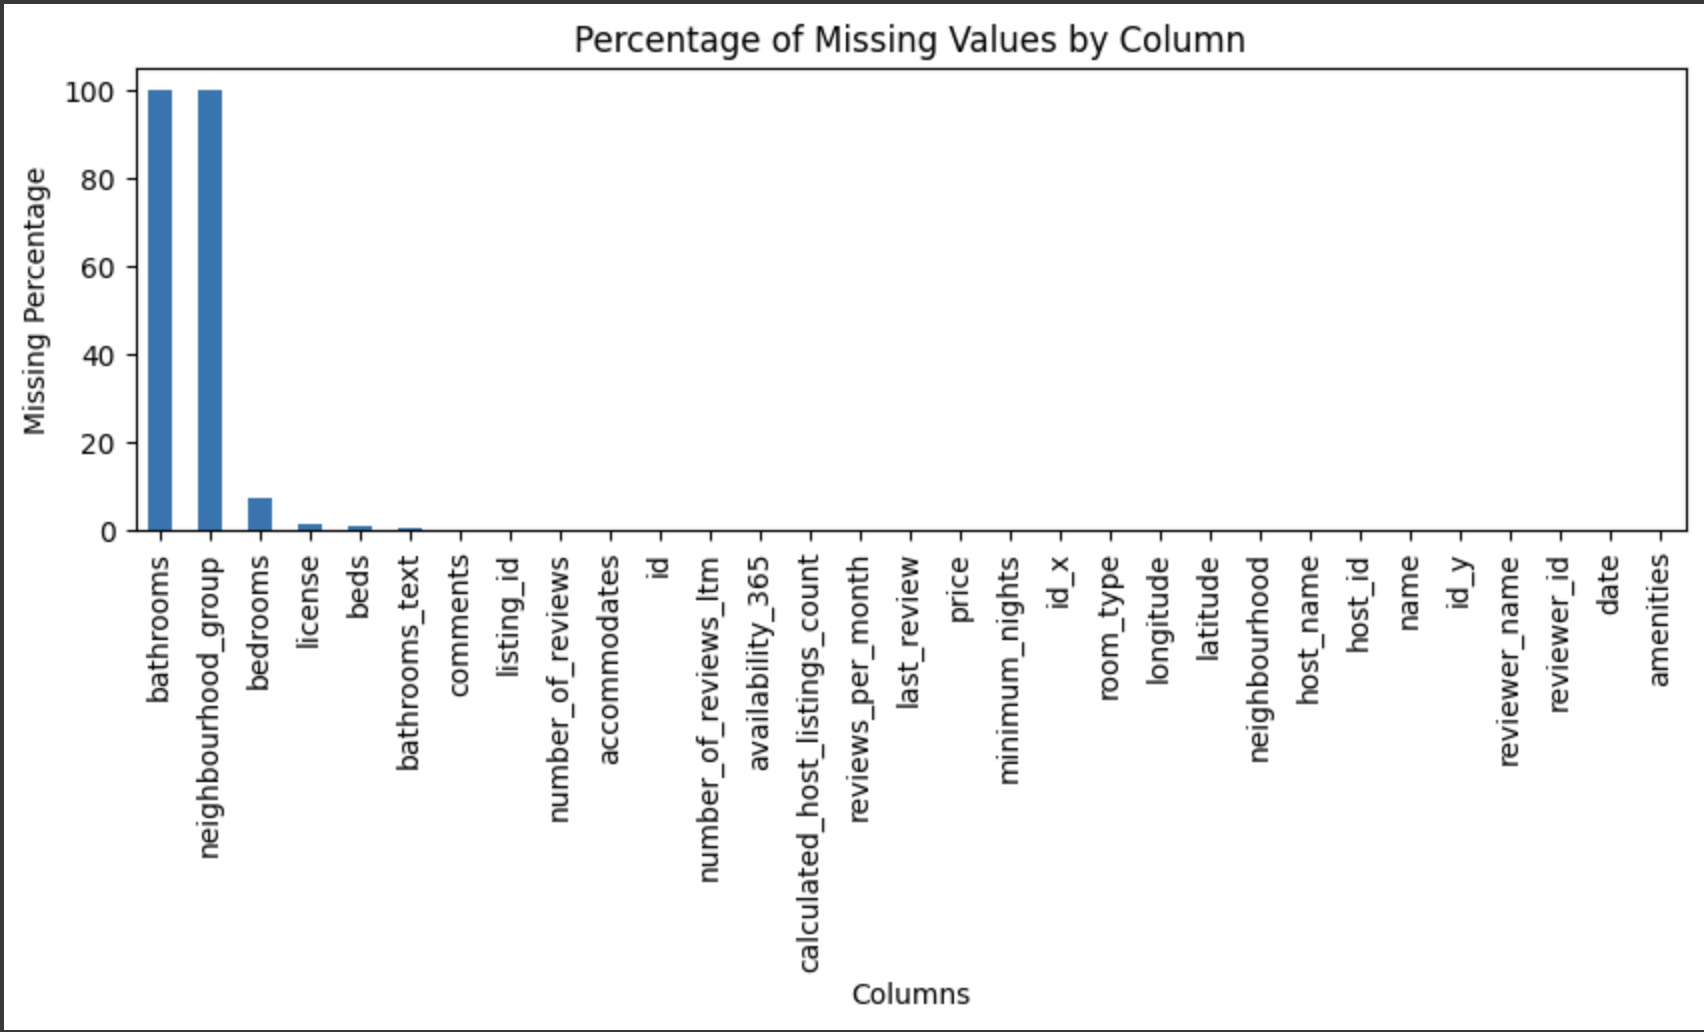 Percentage of Missing Values by Column
Missing Percentage
100
80
60
40
20
0
bathrooms
neighbourhood_group
bedrooms
license
beds
bathrooms_text
comments
listing_id
number_of_reviews
accommodates
id
number_of_reviews_ltm
availability_365
calculated_host_listings_count
reviews_per_month
last_review
price
minimum_nights
id_x
room_type
longitude
latitude
neighbourhood
host_name
host_id
name
id_y
reviewer_name
reviewer_id
date
amenities
Columns